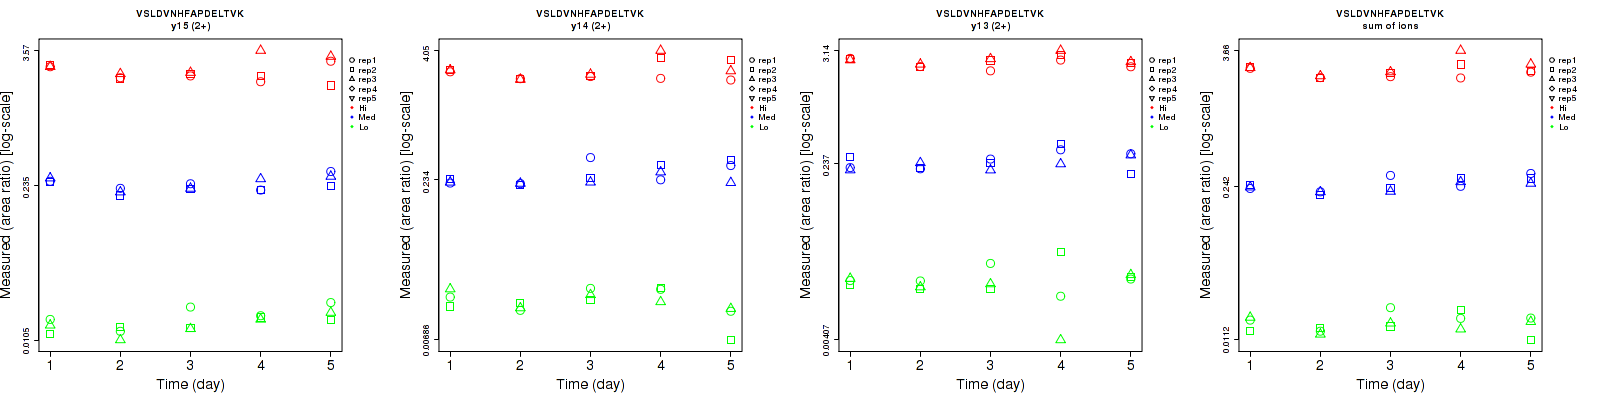 VSLDVNHFAPDELTVK
y15 (2+)
Measured (area ratio) [log-scale]
3.57
0.235
0.0105
1 2 3 4 5
Time (day)
rep1
rep2
rep3
rep4
rep5
Hi
Med
Lo
VSLDVNHFAPDELTVK
y14 (2+)
Measured (area ratio) [log-scale]
4.05
0.234
0.00686
1 2 3 4 5
Time (day)
rep1
rep2
rep3
rep4
rep5
Hi
Med
Lo
VSLDVNHFAPDELTVK
y13 (2+)
Measured (area ratio) [log-scale]
3.14
0.237
0.00407
1 2 3 4 5
Time (day)
rep1
rep2
rep3
rep4
rep5
Hi
Med
Lo
VSLDVNHFAPDELTVK
sum of ions
Measured (area ratio) [log-scale]
3.66
0.242
0.0112
1 2 3 4 5
Time (day)
rep1
rep2
rep3
rep4
rep5
Hi
Med
Lo